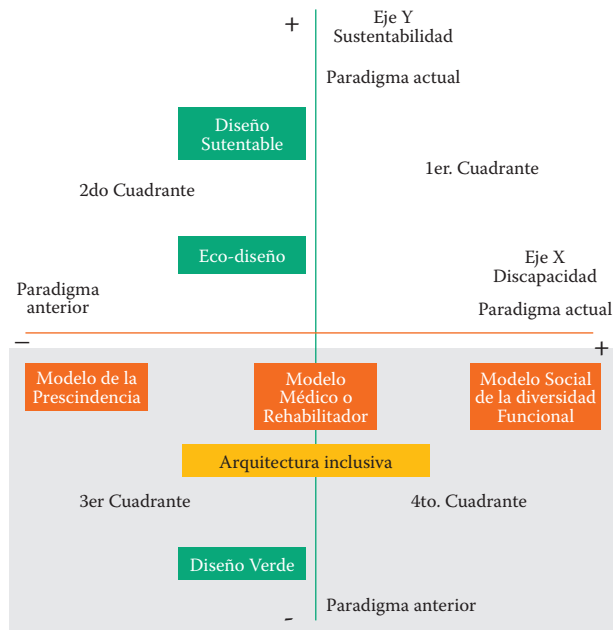 +
Eje Y
Sustentabilidad
Paradigma actual
Diseño
Sutentable
1er. Cuadrante
2do Cuadrante
Eco-diseño
Eje X
Discapacidad
Paradigma
anterior
Paradigma actual
–
+
Modelo de la
Prescindencia
Modelo
Médico o
Rehabilitador
Modelo Social
de la diversidad
Funcional
Arquitectura inclusiva
3er Cuadrante
4to. Cuadrante
Diseño Verde
Paradigma anterior
-